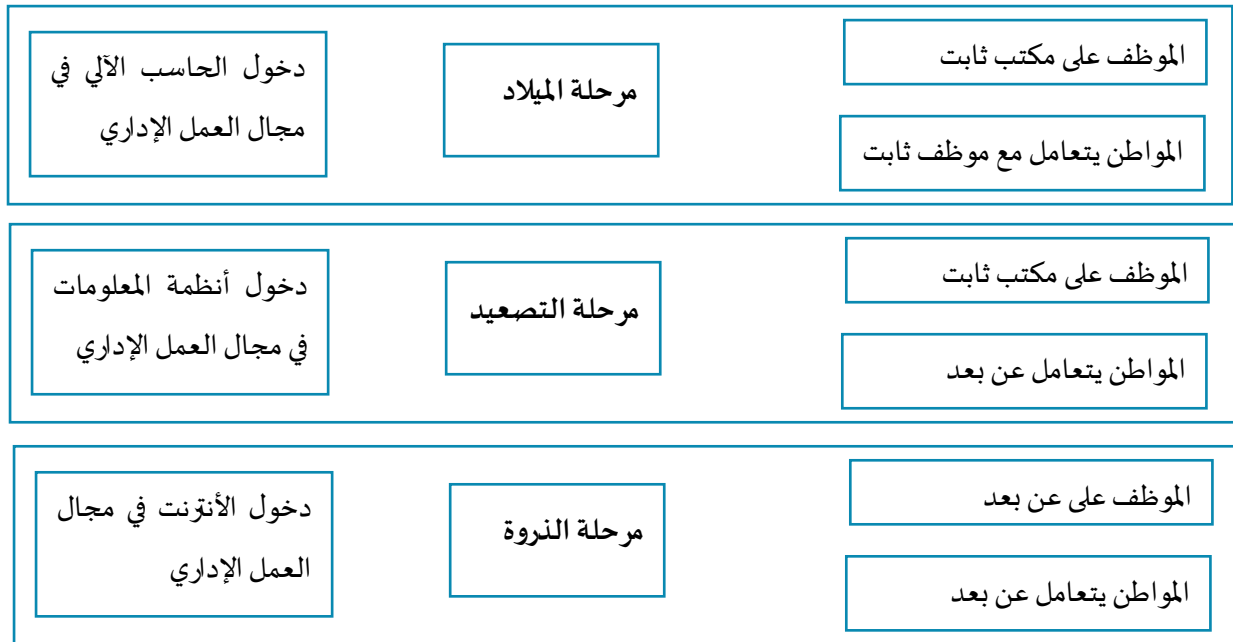 الموظف على مكتب ثابت
المواطن يتعامل مع موظف ثابت
مرحلة الميلاد
دخول الحاسب الآلي في
مجال العمل الإداري
الموظف على مكتب ثابت
المواطن يتعامل عن بعد
مرحلة التصعيد
دخول أنظمة المعلومات
في مجال العمل الإداري
الموظف على عن بعد
المواطن يتعامل عن بعد
مرحلة الذروة
دخول الأنترنت في مجال
العمل الإداري